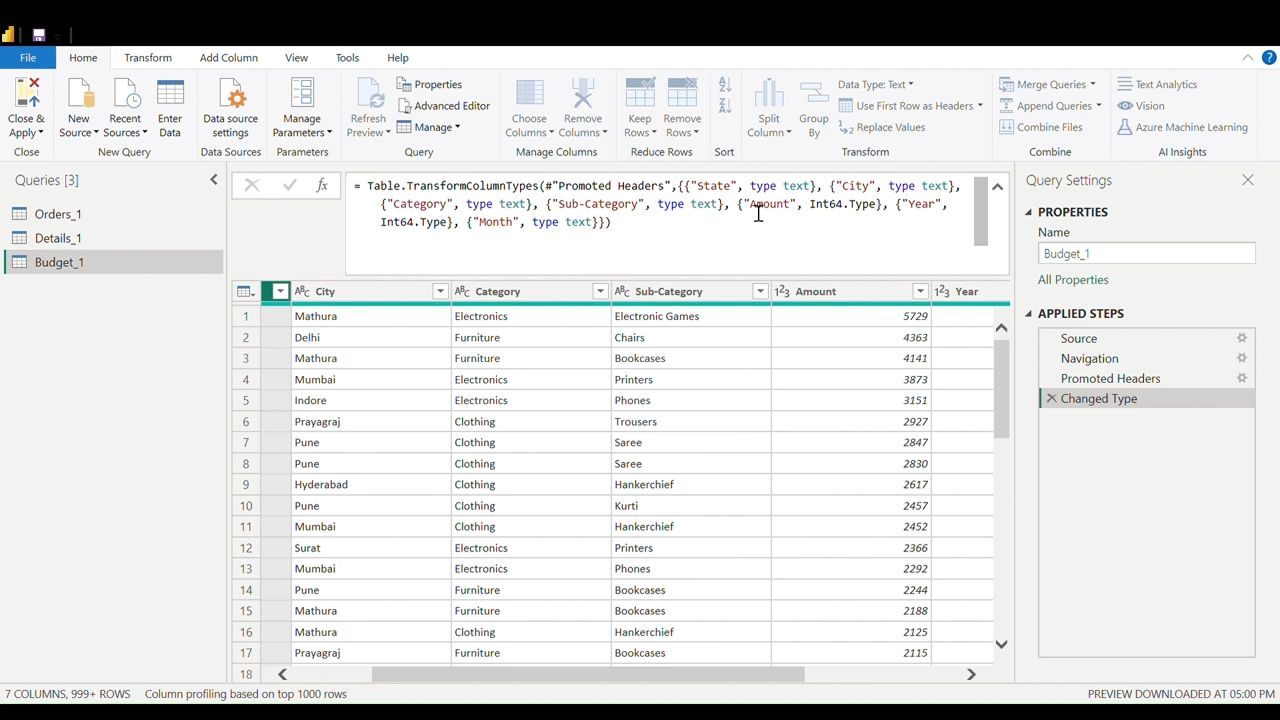 File Home Transform Add Column View Tools Help
Close & Apply
New Source
Recent Sources
Enter Data
Data source settings
Manage Parameters
Refresh Preview
Properties
Advanced Editor
Manage
Choose Columns
Remove Columns
Keep Rows
Remove Rows
Split Column
Group By
Data Type: Text
Use First Row as Headers
Replace Values
Merge Queries
Append Queries
Combine Files
Text Analytics
Vision
Azure Machine Learning
Close New Query Data Sources Parameters Query Manage Columns Reduce Rows Sort Transform Combine AI Insights
Queries [3]
Orders_1
Details_1
Budget_1
fx
= Table.TransformColumnTypes(#"Promoted Headers",{{"State", type text}, {"City", type text},
{"Category", type text}, {"Sub-Category", type text}, {"Amount", Int64.Type}, {"Year",
Int64.Type}, {"Month", type text}})
ABC City ABC Category ABC Sub-Category 123 Amount 123 Year
1 Mathura Electronics Electronic Games 5729
2 Delhi Furniture Chairs 4363
3 Mathura Furniture Bookcases 4141
4 Mumbai Electronics Printers 3873
5 Indore Electronics Phones 3151
6 Prayagraj Clothing Trousers 2927
7 Pune Clothing Saree 2847
8 Pune Clothing Saree 2830
9 Hyderabad Clothing Hankerchief 2617
10 Pune Clothing Kurti 2457
11 Mumbai Clothing Hankerchief 2452
12 Surat Electronics Printers 2366
13 Mumbai Electronics Phones 2292
14 Pune Furniture Bookcases 2244
15 Mathura Furniture Bookcases 2188
16 Mathura Clothing Hankerchief 2125
17 Prayagraj Furniture Bookcases 2115
18
Query Settings
PROPERTIES
Name
Budget_1
All Properties
APPLIED STEPS
Source
Navigation
Promoted Headers
Changed Type
7 COLUMNS, 999+ ROWS Column profiling based on top 1000 rows
PREVIEW DOWNLOADED AT 05:00 PM